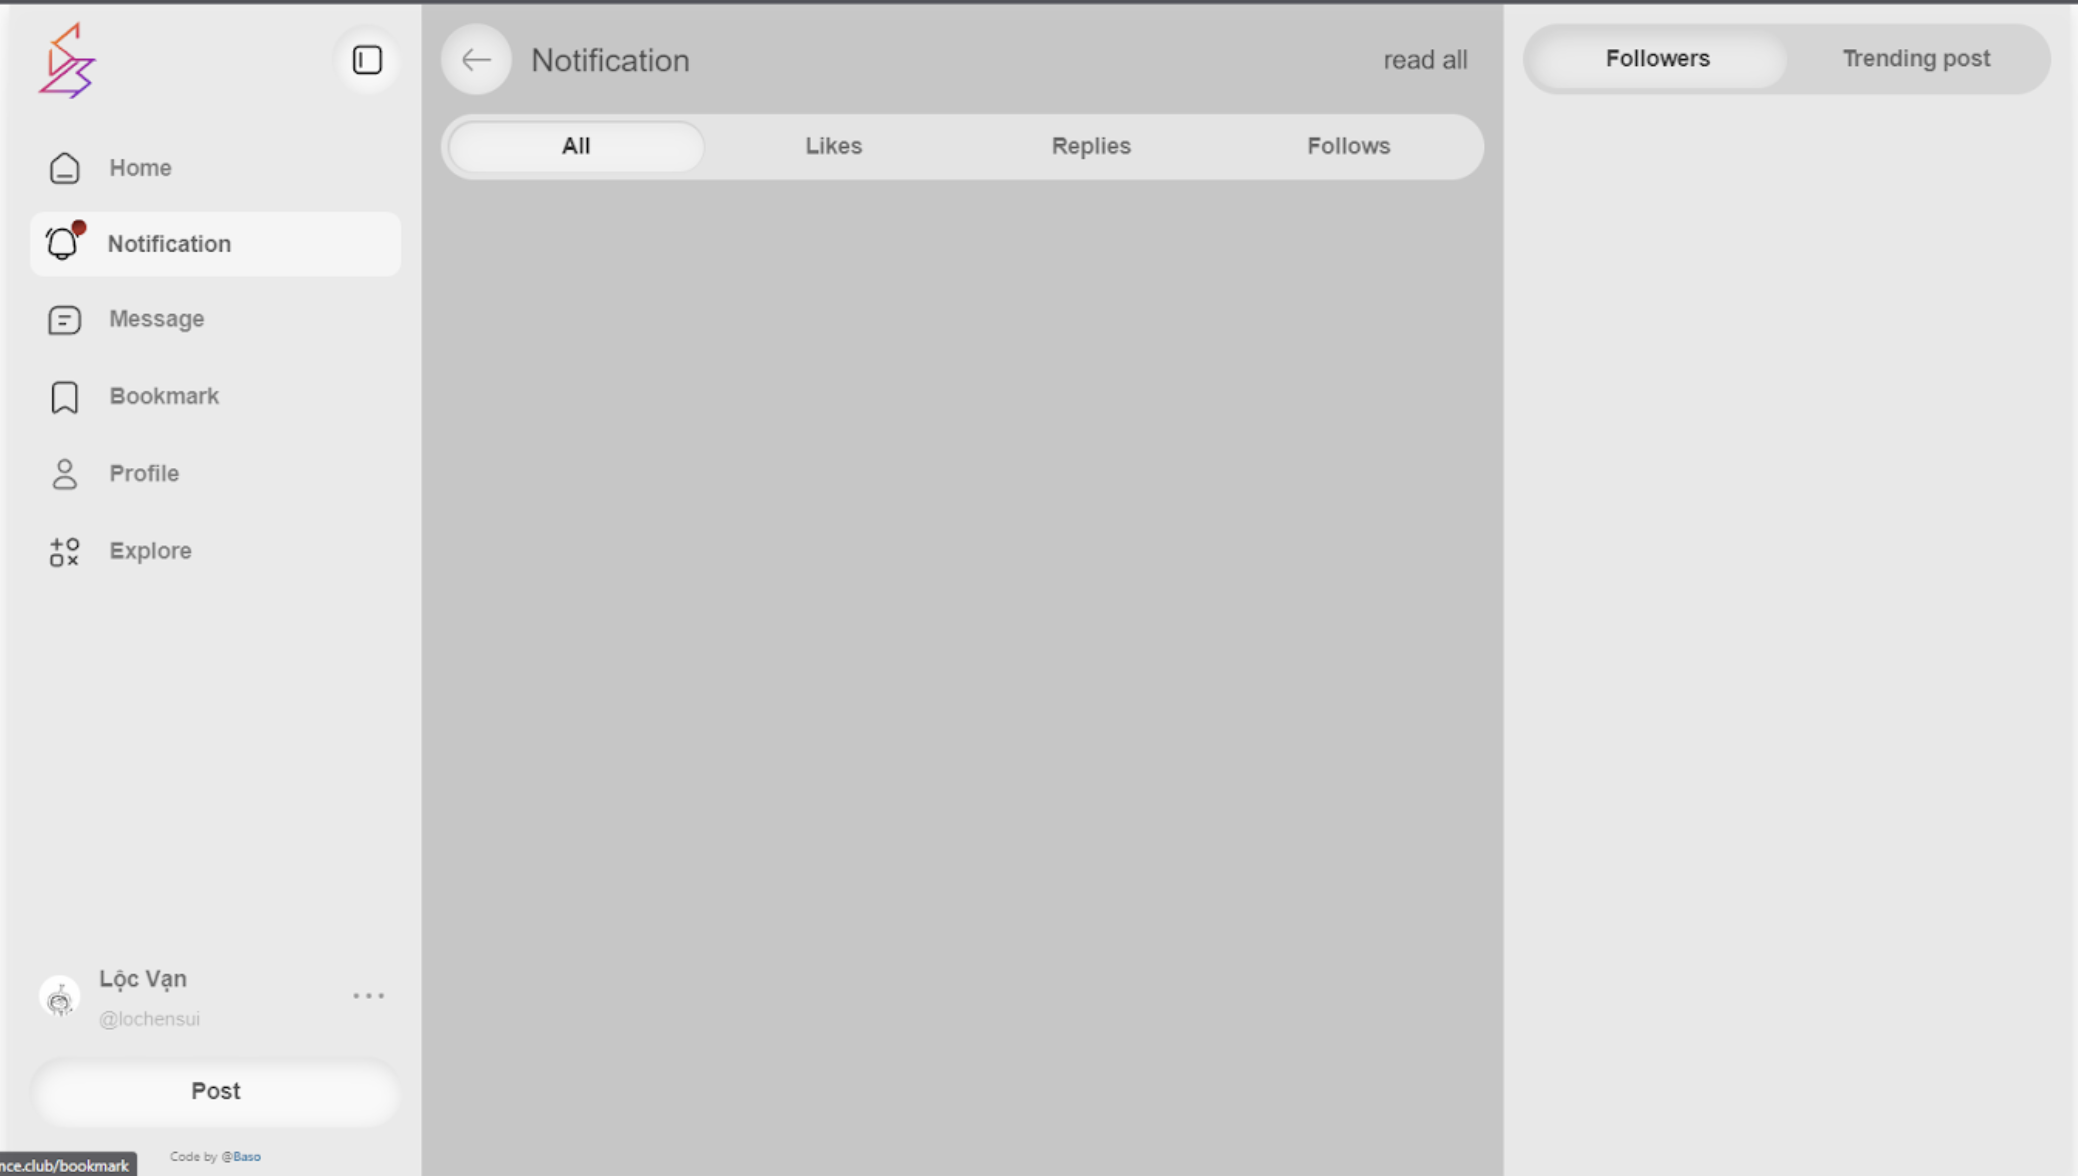 Home
Notification
Message
Bookmark
Profile
Explore
Lộc Vạn
@lochensui
Post
Code by @Baso
nce.club/bookmark
Notification
read all
All
Likes
Replies
Follows
Followers
Trending post